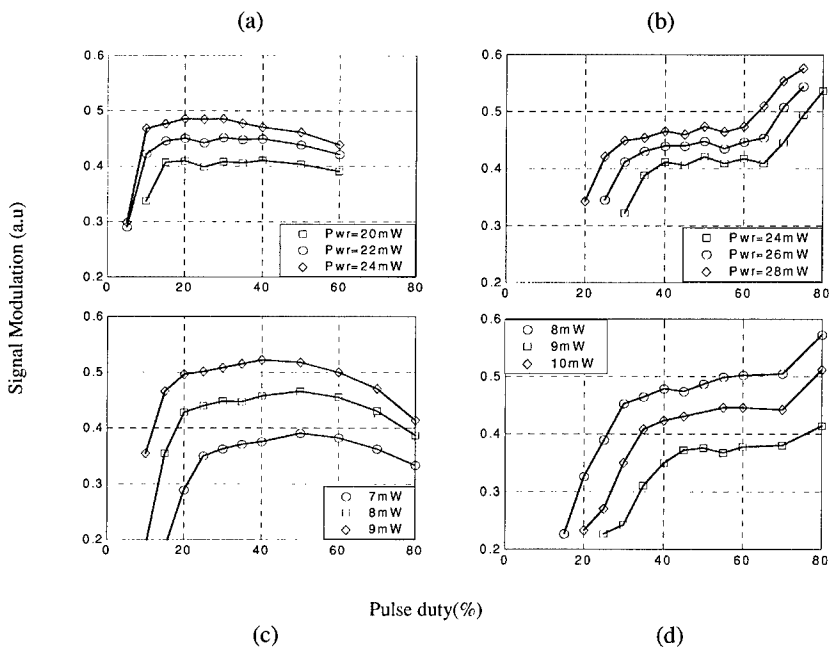 (a)
(b)
Signal Modulation (a.u)
0.6
0.5
0.4
0.3
0.2
0
20
40
60
80
Pwr=20mW
Pwr=22mW
Pwr=24mW
0.6
0.5
0.4
0.3
0.2
0
20
40
60
80
Pwr=24mW
Pwr=26mW
Pwr=28mW
0.6
0.5
0.4
0.3
0.2
0
20
40
60
80
7mW
8mW
9mW
0.6
0.5
0.4
0.3
0.2
0
20
40
60
80
8mW
9mW
10mW
Pulse duty(%)
(c)
(d)